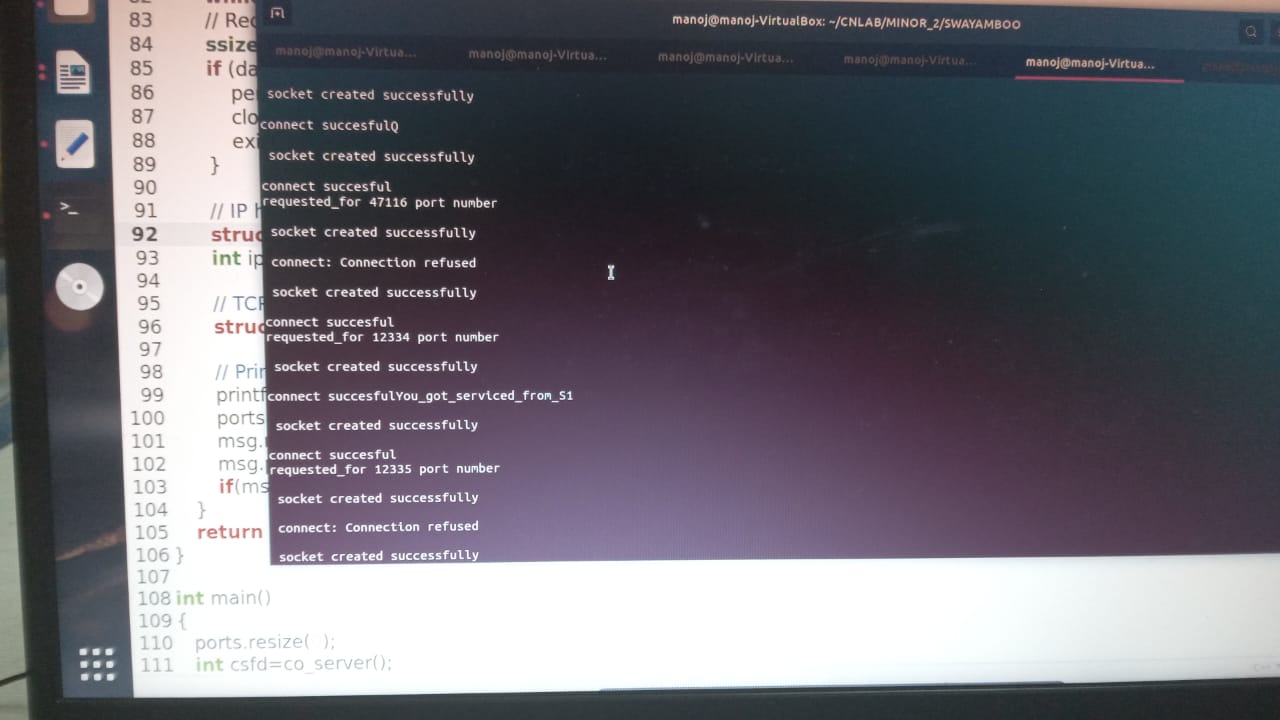 manoj@manoj-VirtualBox: ~/CNLAB/MINOR_2/SWAYAMBOO
manoj@manoj-Virtua... manoj@manoj-Virtua... manoj@manoj-Virtua... manoj@manoj-Virtua... manoj@manoj-Virtua...
socket created successfully
connect succesfulQ
socket created successfully
connect succesful
requested_for 47116 port number
socket created successfully
connect: Connection refused
socket created successfully
connect succesful
requested_for 12334 port number
socket created successfully
connect succesfulYou_got_serviced_from_S1
socket created successfully
connect succesful
requested_for 12335 port number
socket created successfully
connect: Connection refused
socket created successfully
83 // Rec
84 ssize
85 if (da
86 pe
87 clo
88 exi
89 }
90
91 // IP h
92 struc
93 int ip
94
95 // TCP
96 struc
97
98 // Prin
99 printf
100 ports
101 msg.
102 msg.
103 if(ms
104 }
105 return
106 }
107
108 int main()
109 {
110 ports.resize( );
111 int csfd=co_server();